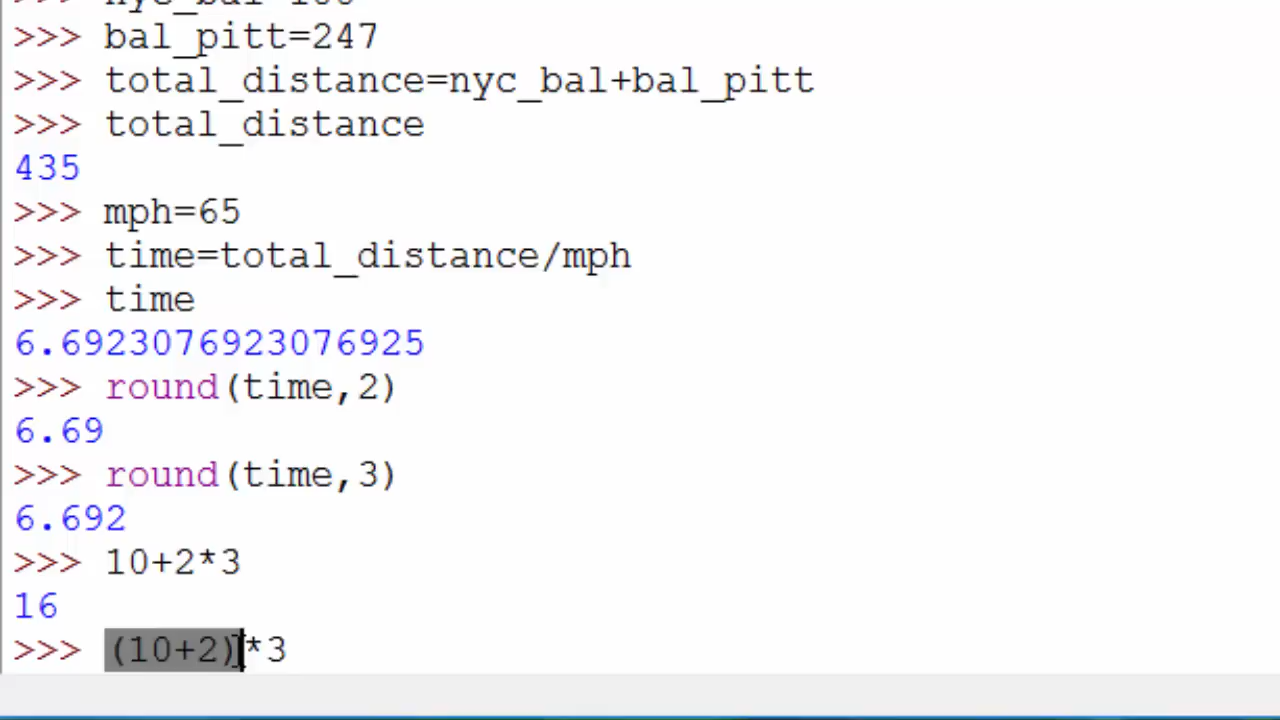 >>> bal_pitt=247
>>> total_distance=nyc_bal+bal_pitt
>>> total_distance
435
>>> mph=65
>>> time=total_distance/mph
>>> time
6.6923076923076925
>>> round(time,2)
6.69
>>> round(time,3)
6.692
>>> 10+2*3
16
>>> (10+2)*3